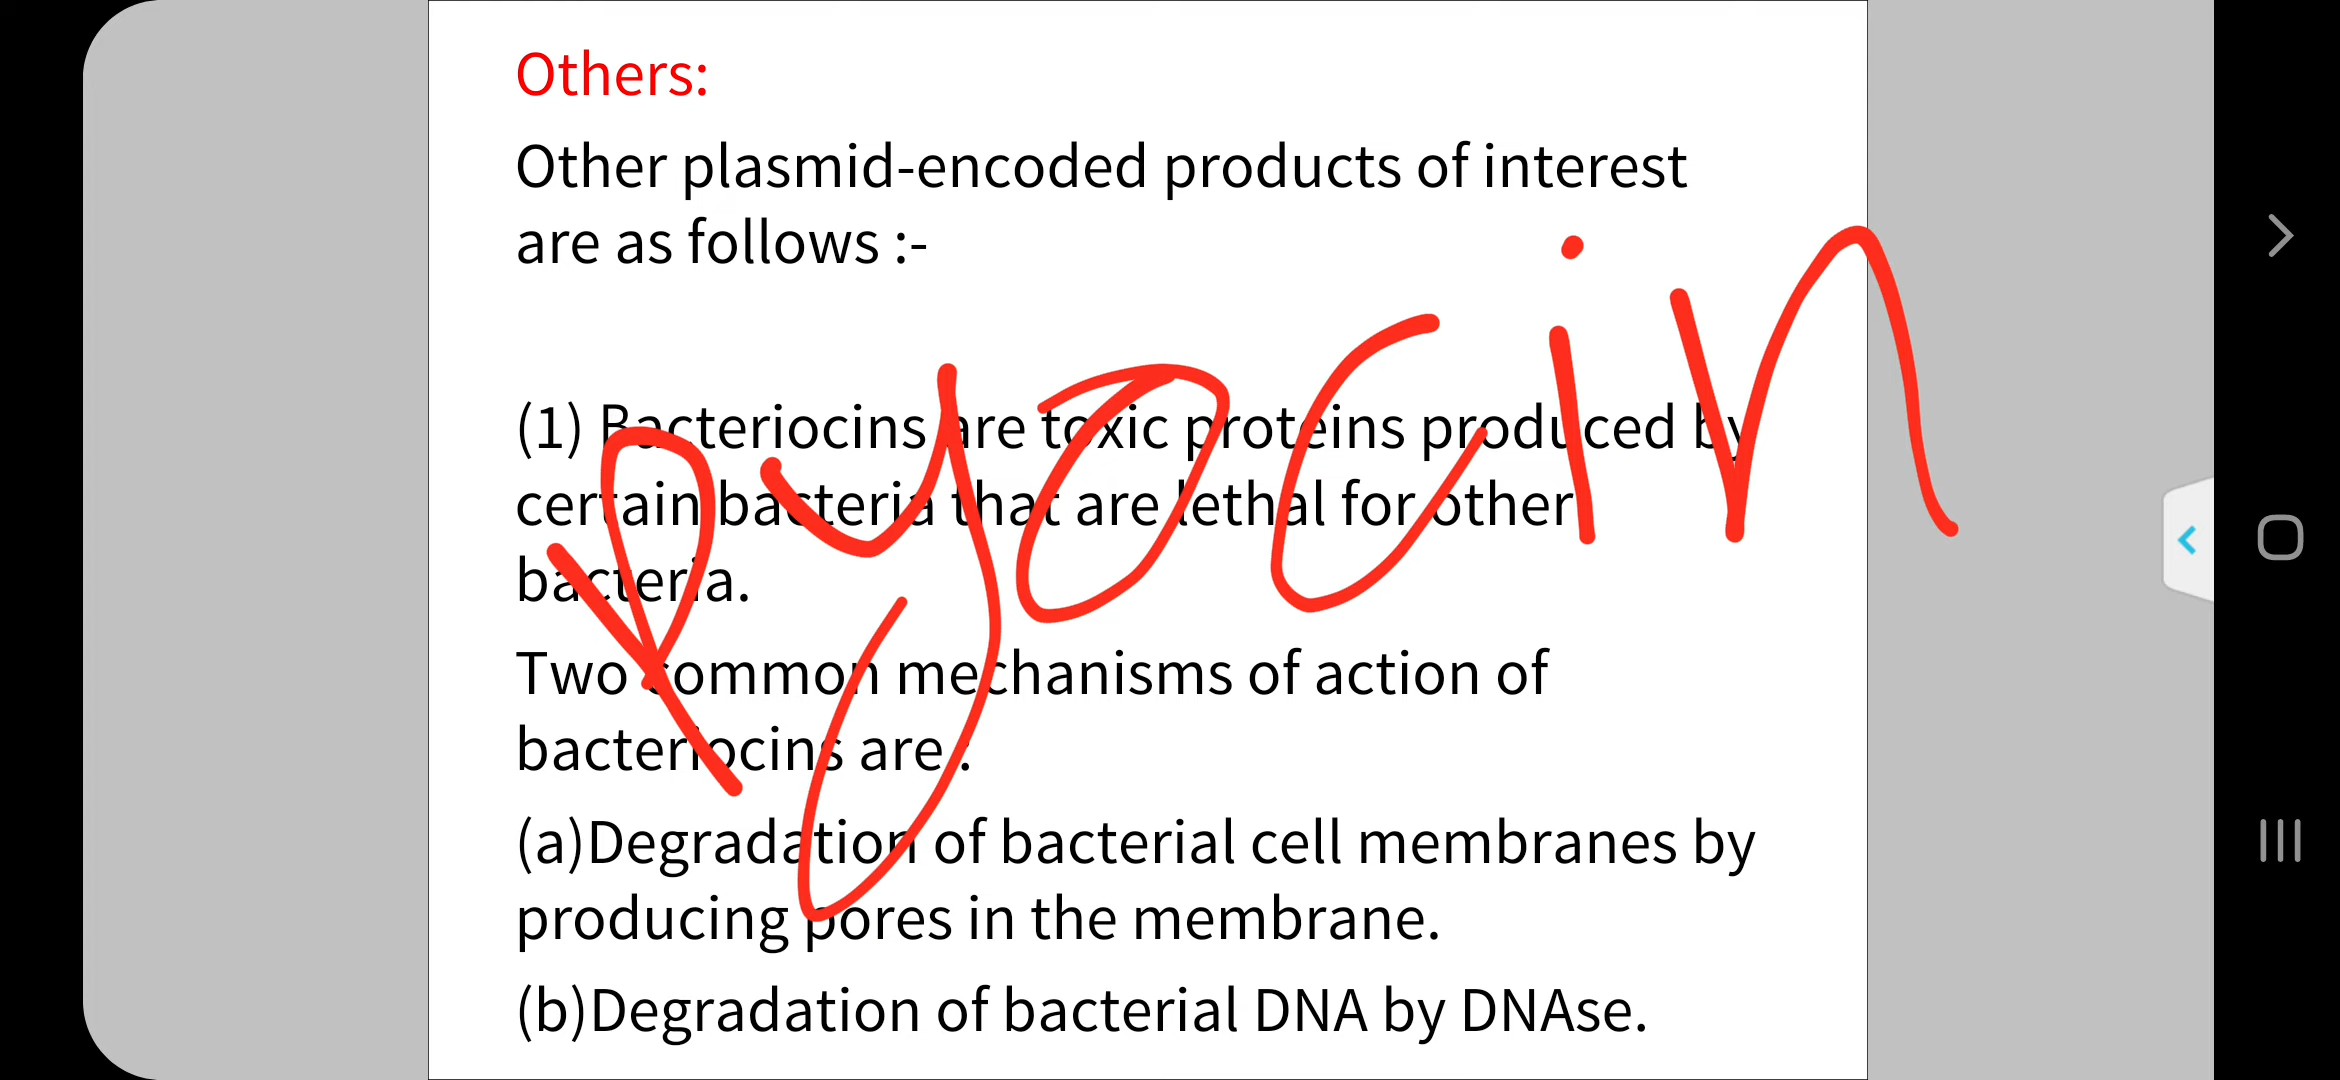 Others:
Other plasmid-encoded products of interest
are as follows :-
(1) Bacteriocins are toxic proteins produced by
certain bacteria that are lethal for other
bacteria.
Two common mechanisms of action of
bacteriocins are :
(a)Degradation of bacterial cell membranes by
producing pores in the membrane.
(b)Degradation of bacterial DNA by DNAse.
Pyocin